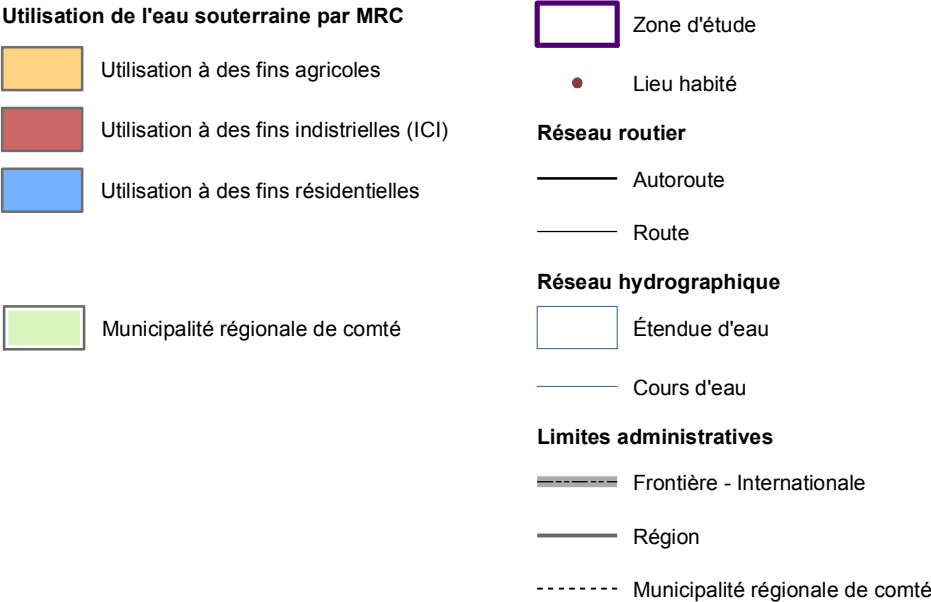 Utilisation de l'eau souterraine par MRC
Utilisation à des fins agricoles
Utilisation à des fins indistrielles (ICI)
Utilisation à des fins résidentielles
Municipalité régionale de comté
Zone d'étude
Lieu habité
Réseau routier
Autoroute
Route
Réseau hydrographique
Étendue d'eau
Cours d'eau
Limites administratives
Frontière - Internationale
Région
Municipalité régionale de comté